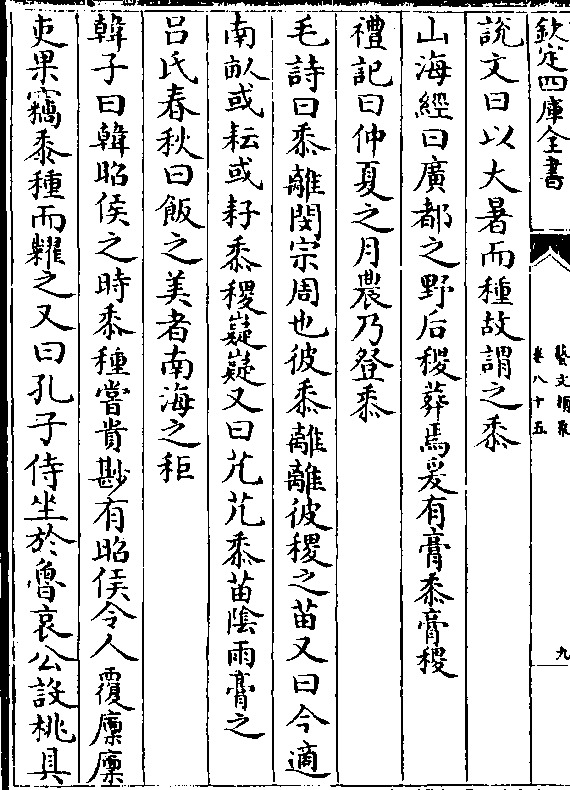 欽定四庫全書
藝文類聚
卷八十五
九
說文曰以大暑而種故謂之黍
山海經曰廣都之野后稷葬焉爰有膏黍膏稷
禮記曰仲夏之月農乃登黍
毛詩曰黍離閔宗周也彼黍離離彼稷之苗又曰今適
南畝或耘或耔黍稷嶷嶷又曰芃芃黍苗陰雨膏之
呂氏春秋曰飯之美者南海之秬
韓子曰韓昭侯之時黍種嘗貴尠有昭侯令人覆廩廩
吏果竊黍種而糶之又曰孔子侍坐於魯哀公設桃具